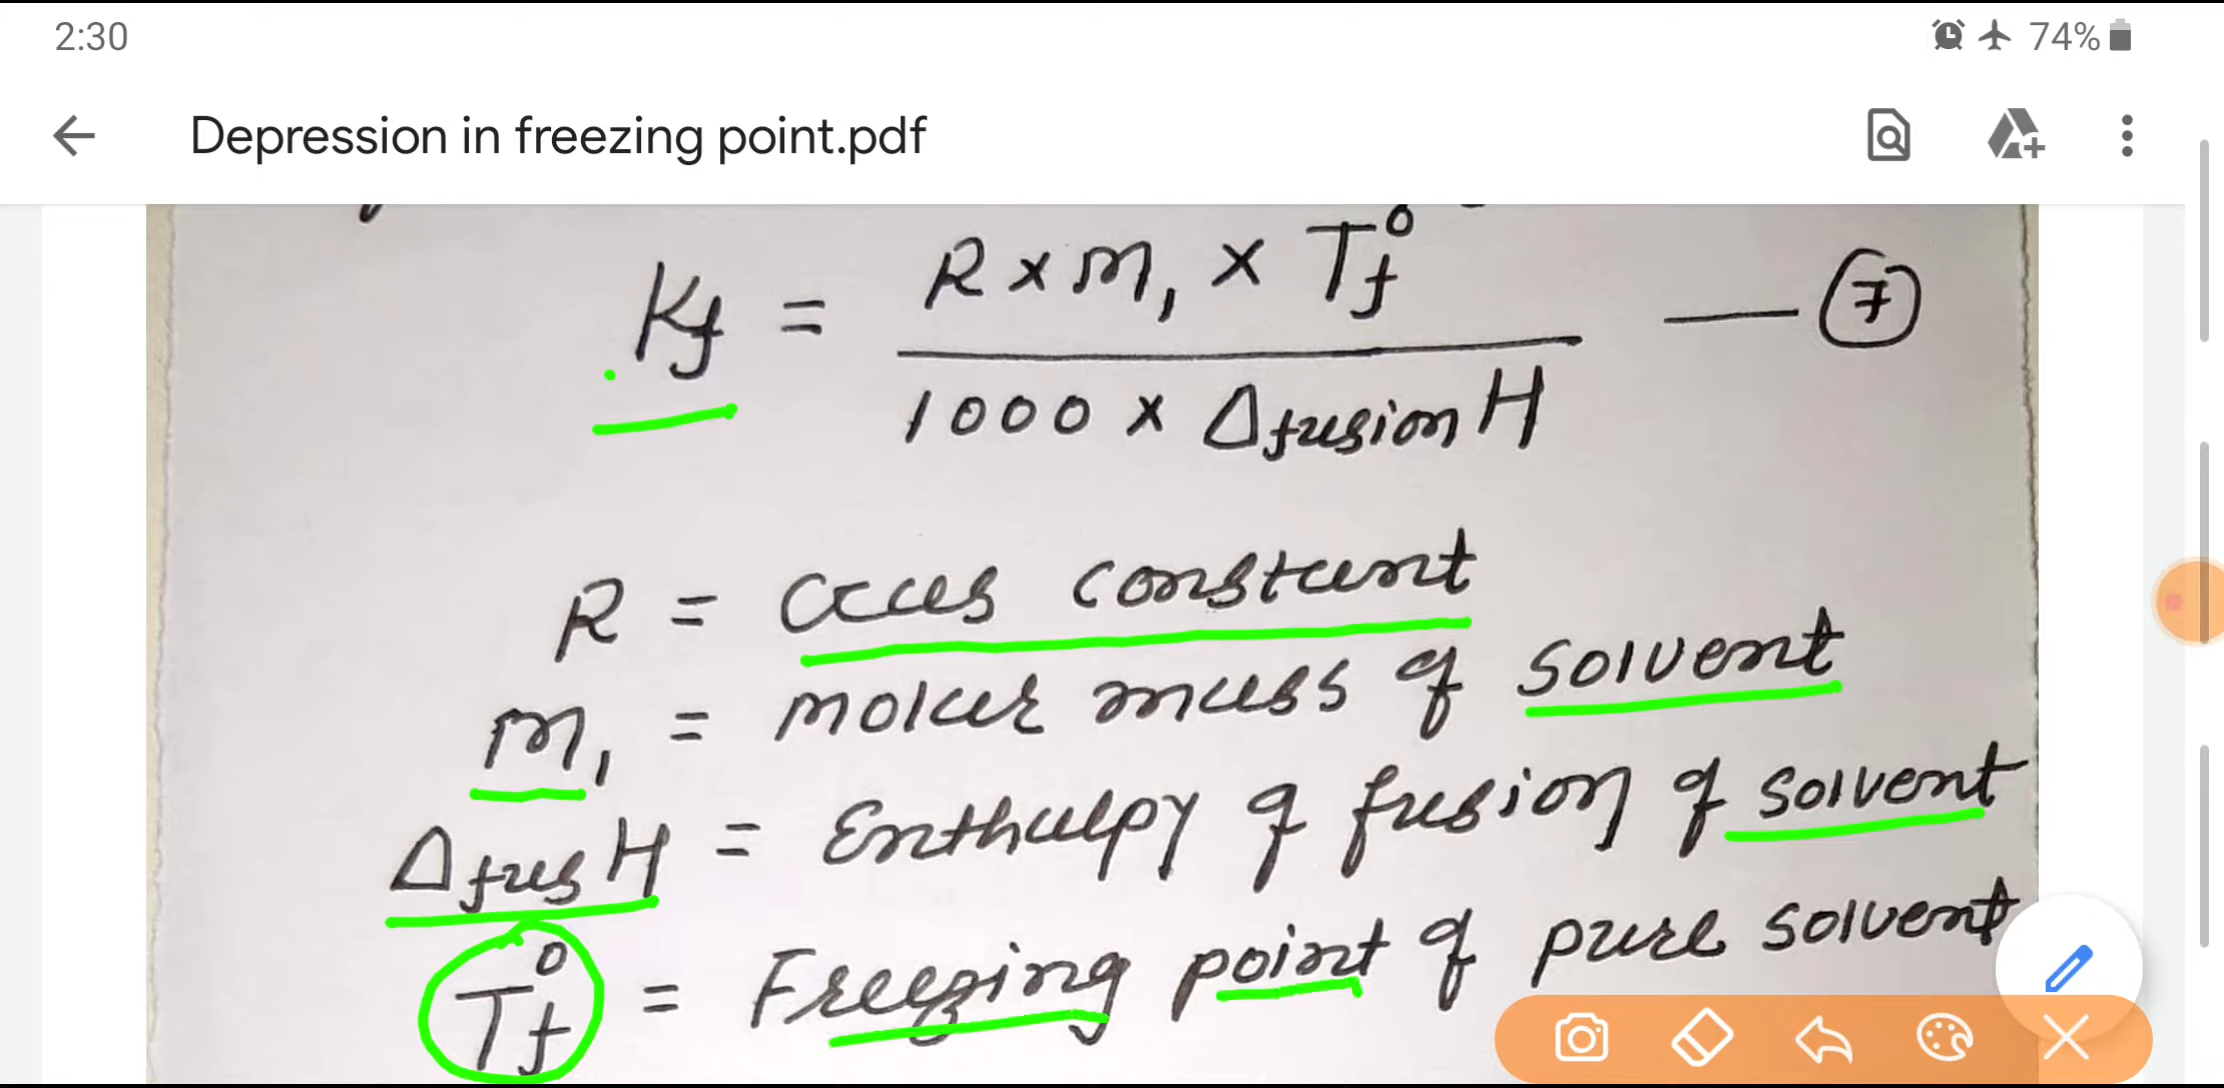 2:30 74%
Depression in freezing point.pdf
Kf = R × m₁ × Tf⁰ — ⑦
1000 × ΔfusionH
R = Gas constant
m₁ = molar mass of solvent
ΔfusH = Enthalpy of fusion of solvent
Tf⁰ = Freezing point of pure solvent